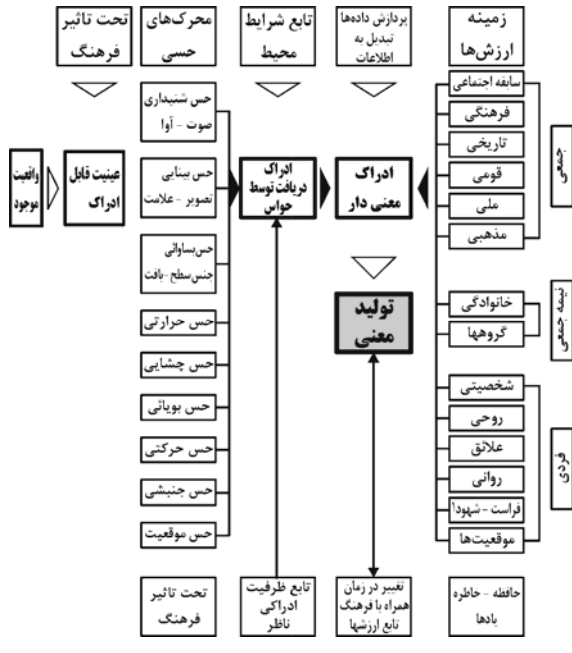 زمینه
ارزش‌ها
پردازش داده‌ها
تبدیل به
اطلاعات
تابع شرایط
محیط
محرک‌های
حسی
تحت تاثیر
فرهنگ
سابقه اجتماعی
فرهنگی
تاریخی
قومی
ملی
مذهبی
جمعی
خانوادگی
گروهها
نیمه جمعی
شخصیتی
روحی
علائق
روانی
فراست - شهود۱
موقعیت‌ها
فردی
حافظه - خاطره
یادها
ادراک
معنی دار
تولید
معنی
تغییر در زمان
همراه با فرهنگ
تابع ارزشها
ادراک
دریافت توسط
حواس
تابع ظرفیت
ادراکی
ناظر
حس شنیداری
صوت - آوا
حس بینایی
تصویر - علامت
حس بساوائی
جنس سطح - بافت
حس حرارتی
حس چشایی
حس بویائی
حس حرکتی
حس جنبشی
حس موقعیت
تحت تاثیر
فرهنگ
عینیت قابل
ادراک
واقعیت
موجود